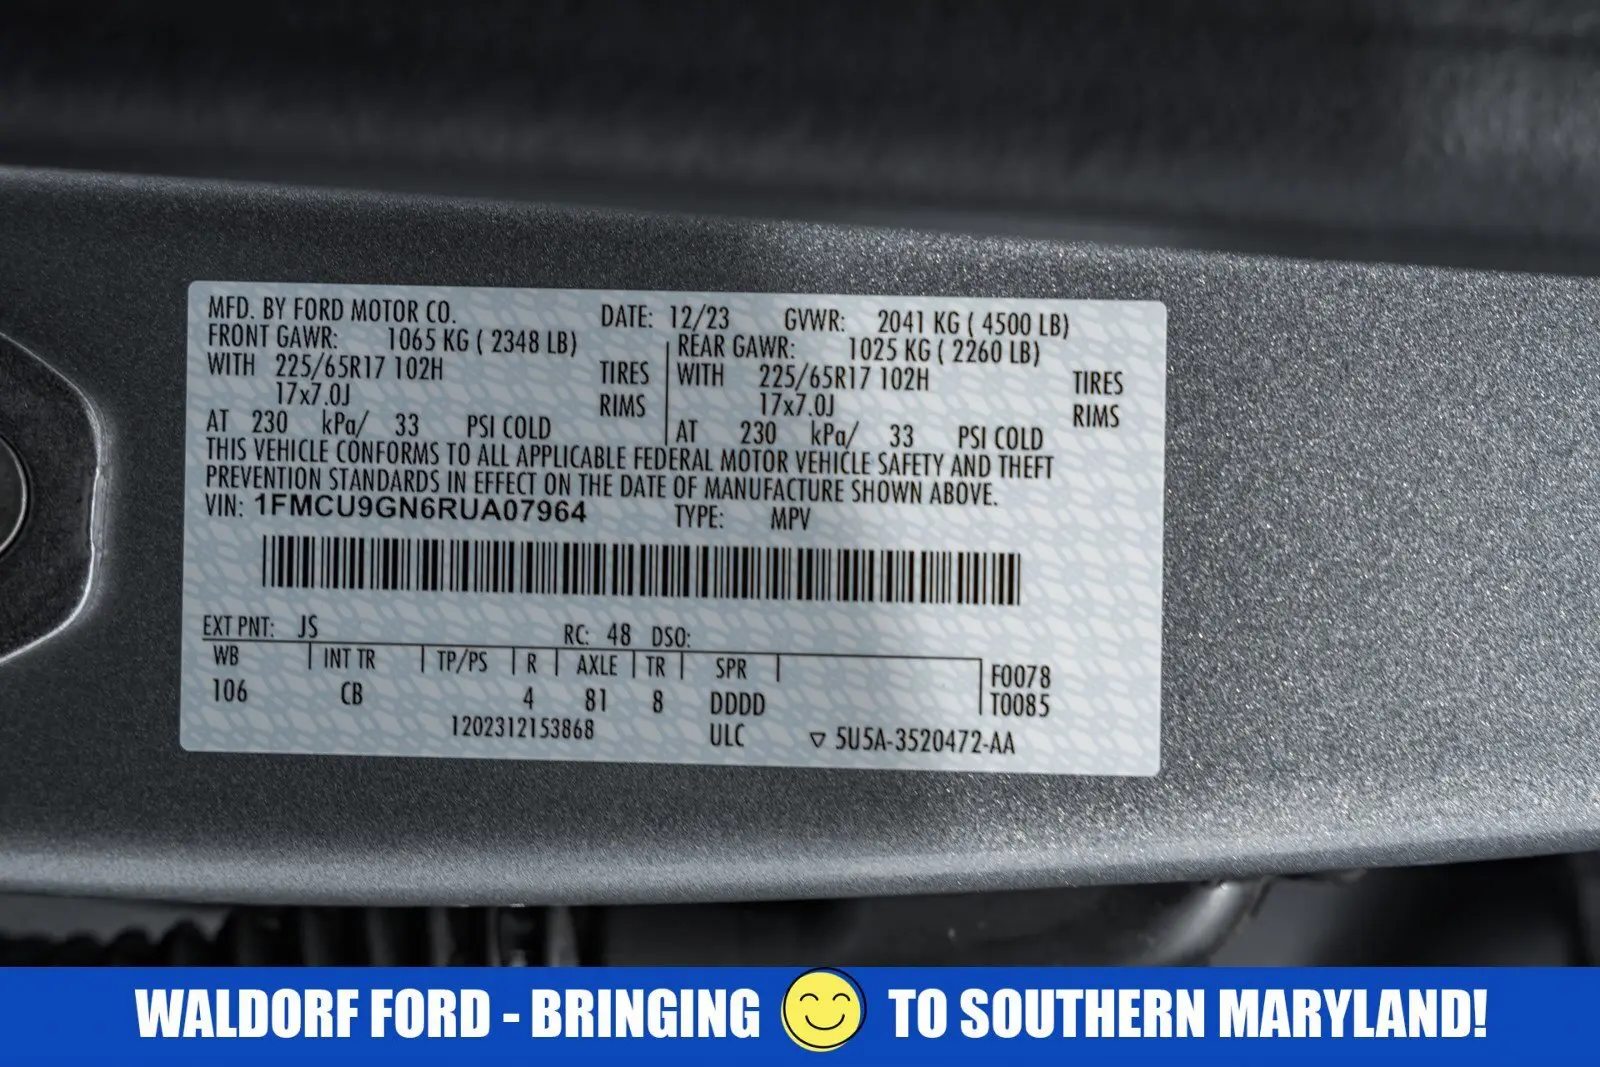 MFD. BY FORD MOTOR CO. DATE: 12/23 GVWR: 2041 KG ( 4500 LB)
FRONT GAWR: 1065 KG ( 2348 LB) REAR GAWR: 1025 KG ( 2260 LB)
WITH 225/65R17 102H TIRES WITH 225/65R17 102H TIRES
17x7.0J RIMS 17x7.0J RIMS
AT 230 kPa/ 33 PSI COLD AT 230 kPa/ 33 PSI COLD
THIS VEHICLE CONFORMS TO ALL APPLICABLE FEDERAL MOTOR VEHICLE SAFETY AND THEFT
PREVENTION STANDARDS IN EFFECT ON THE DATE OF MANUFACTURE SHOWN ABOVE.
VIN: 1FMCU9GN6RUA07964 TYPE: MPV
EXT PNT: JS RC: 48 DSO:
WB INT TR TP/PS R AXLE TR SPR F0078
106 CB 4 81 8 DDDD T0085
1202312153868 ULC ▽ 5U5A-3520472-AA
WALDORF FORD - BRINGING 😊 TO SOUTHERN MARYLAND!